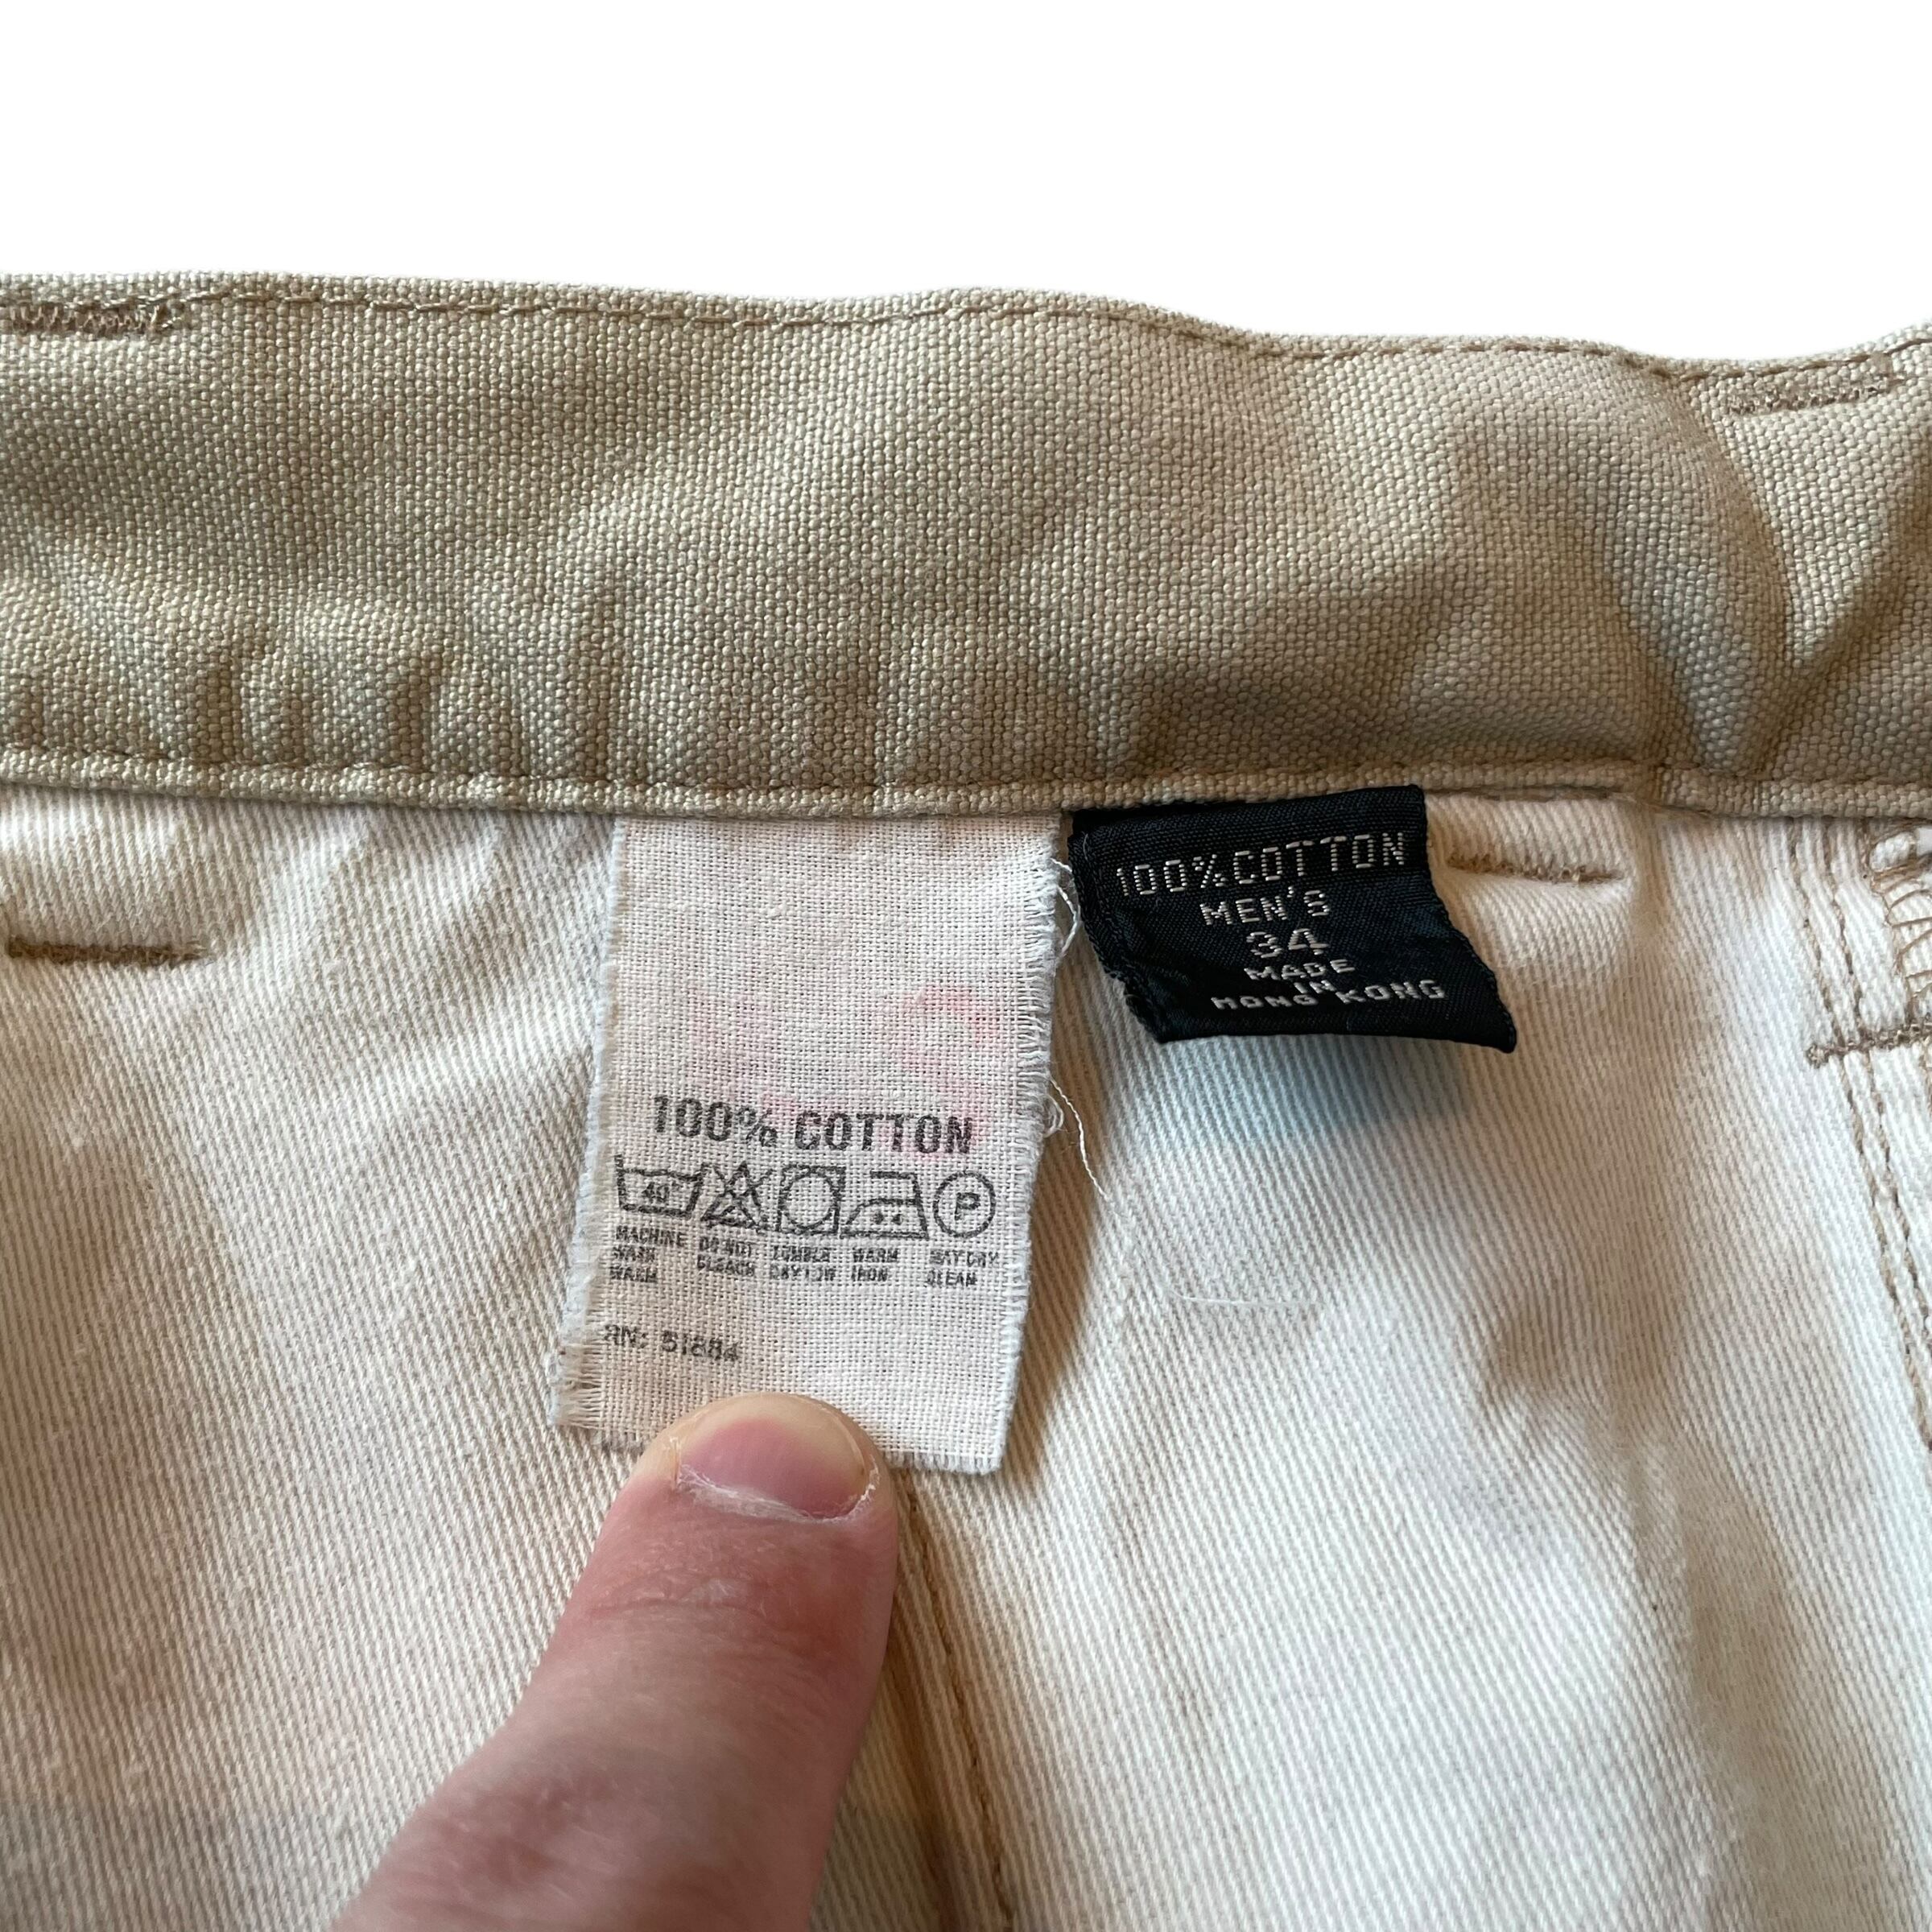 100% COTTON
40°
P
MACHINE WASH WARM
DO NOT BLEACH
TUMBLE DRY LOW
WARM IRON
MAY DRY CLEAN
RN: 51884
100% COTTON
MEN'S
34
MADE
IN
HONG KONG